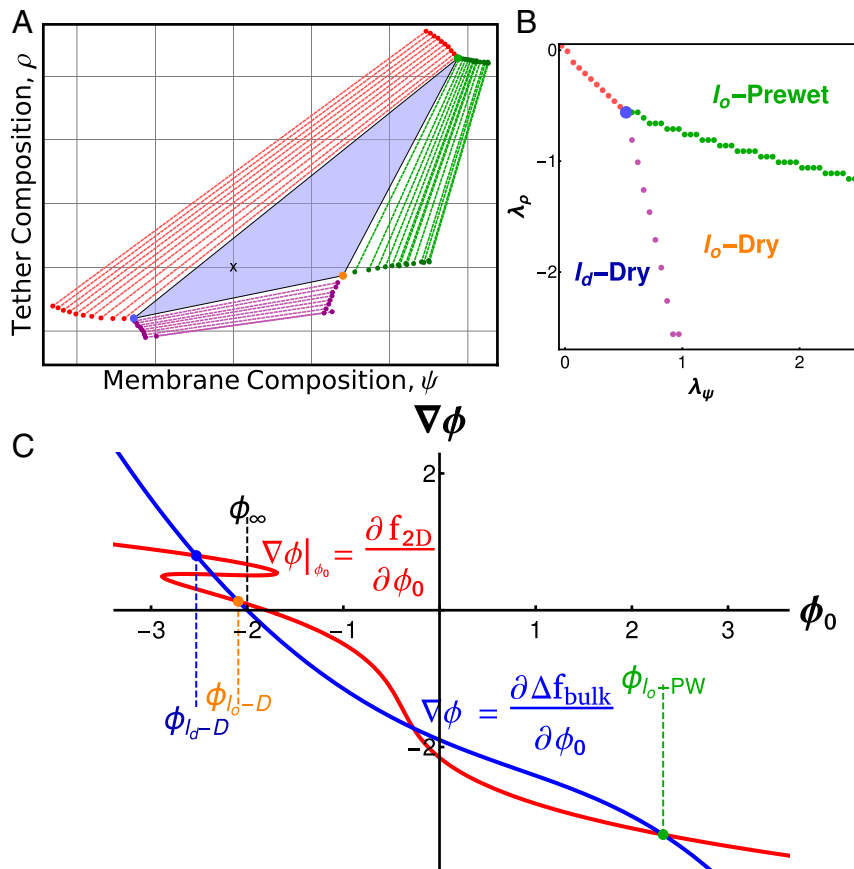 A
Tether Composition, ρ
x
Membrane Composition, ψ
B
0
−1
−2
λρ
lo−Prewet
ld−Dry
lo−Dry
0
1
2
λψ
C
∇ϕ
2
ϕ∞
∇ϕ|ϕ0 = ∂f2D / ∂ϕ0
−3
−2
−1
1
2
3
ϕ0
ϕld−D
ϕlo−D
ϕlo−PW
∇ϕ = ∂Δfbulk / ∂ϕ0
−2